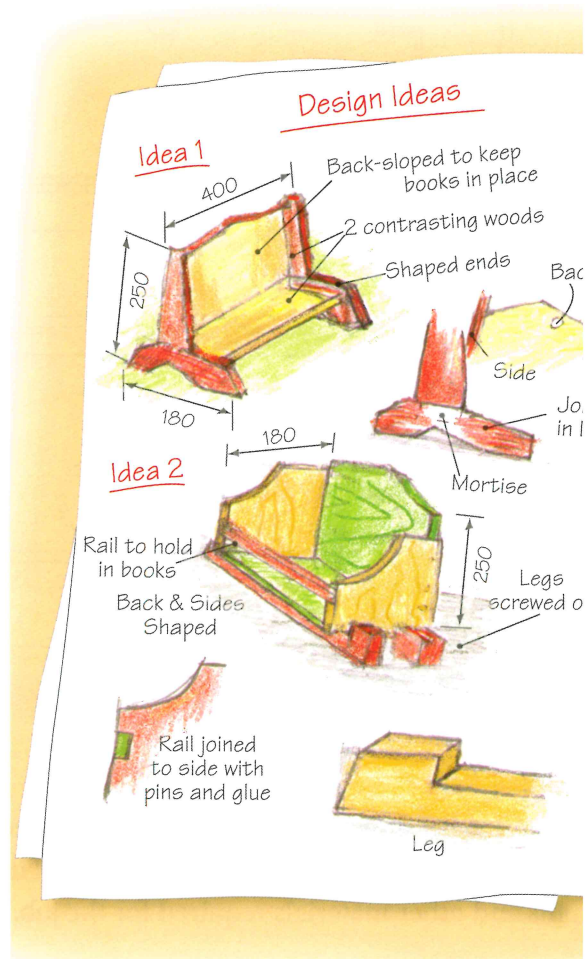 Design Ideas
Idea 1
400
Back-sloped to keep
books in place
2 contrasting woods
Shaped ends
250
180
Side
Mortise
in
Idea 2
180
Rail to hold
in books
Back & Sides
Shaped
250
Legs
screwed
Rail joined
to side with
pins and glue
Leg